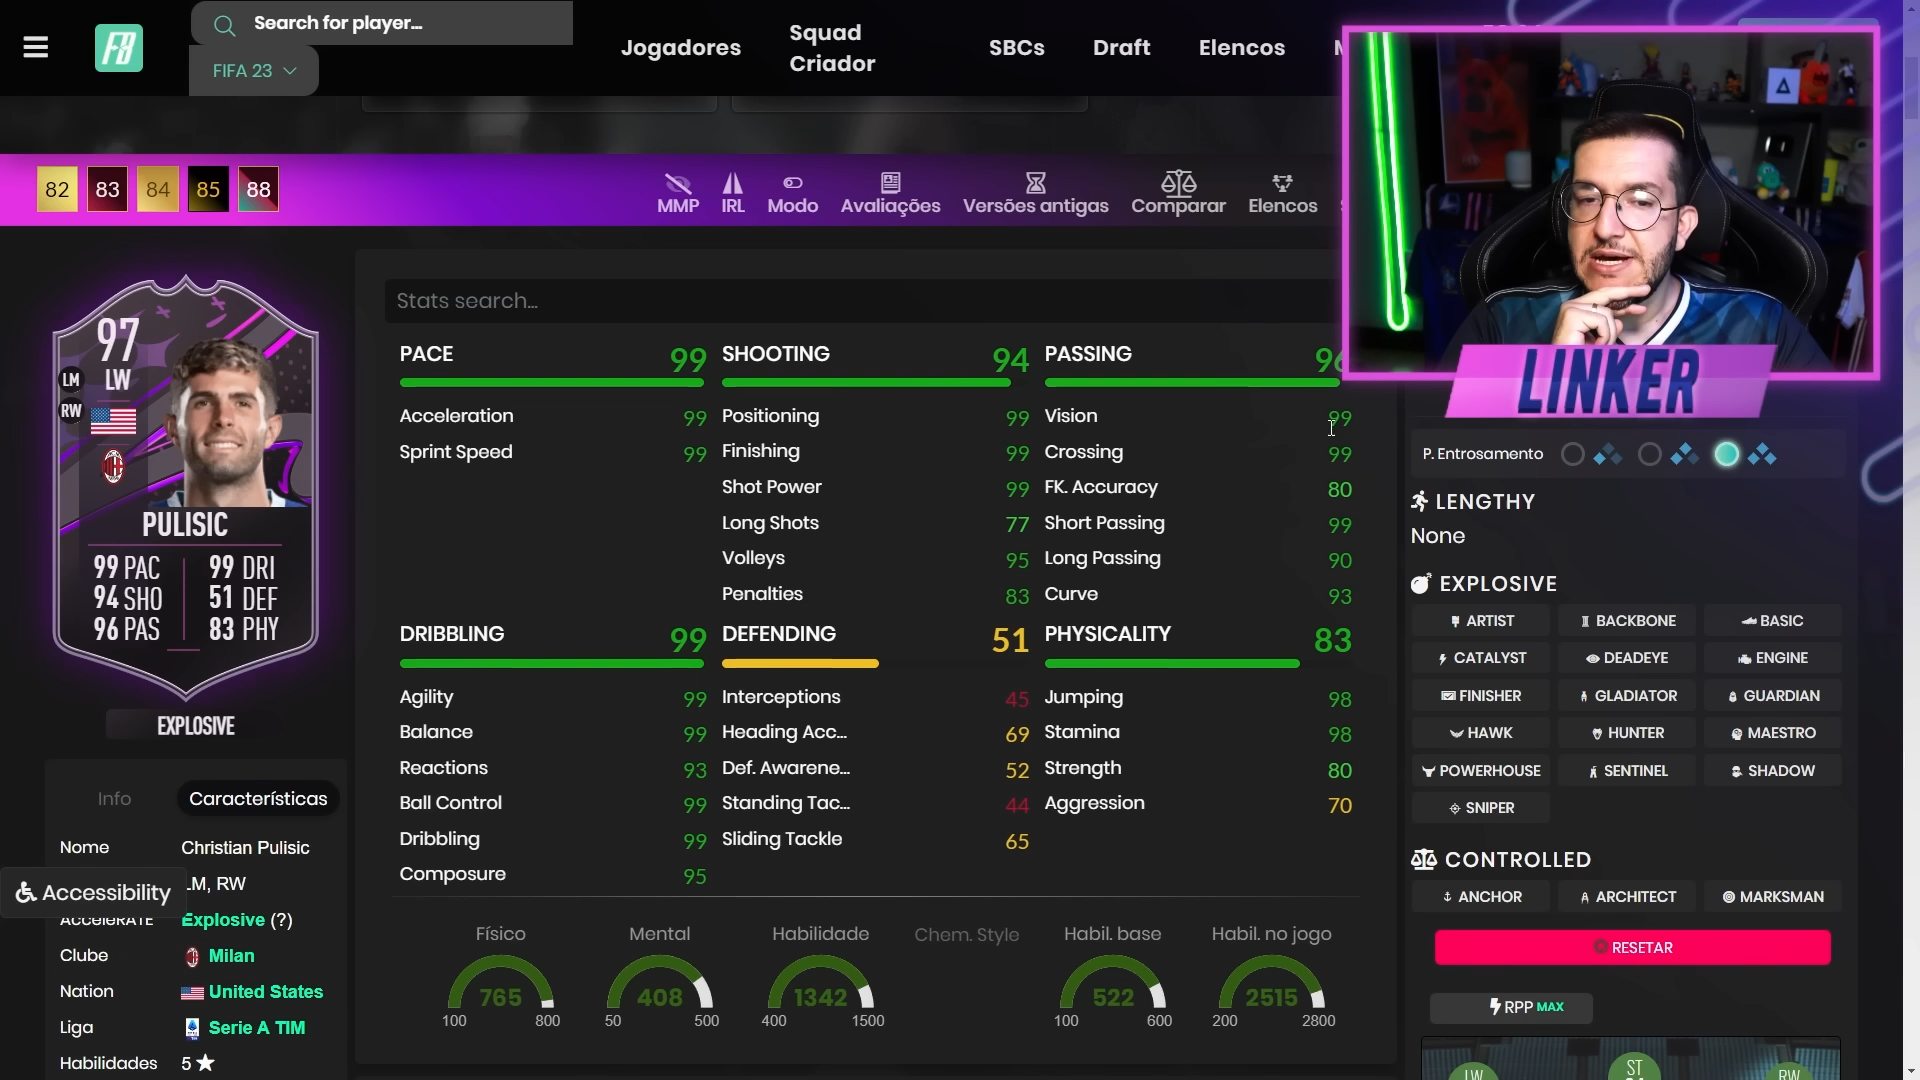 FB
Search for player...
FIFA 23
Jogadores
Squad
Criador
SBCs
Draft
Elencos
82 83 84 85 88
MMP
IRL
Modo
Avaliações
Versões antigas
Comparar
Elencos
LINKER
97
LW
LM
RW
PULISIC
99 PAC 99 DRI
94 SHO 51 DEF
96 PAS 83 PHY
EXPLOSIVE
Stats search...
PACE 99
Acceleration 99
Sprint Speed 99
SHOOTING 94
Positioning 99
Finishing 99
Shot Power 99
Long Shots 77
Volleys 95
Penalties 83
PASSING 96
Vision 99
Crossing 99
FK. Accuracy 80
Short Passing 99
Long Passing 90
Curve 93
DRIBBLING 99
Agility 99
Balance 99
Reactions 93
Ball Control 99
Dribbling 99
Composure 95
DEFENDING 51
Interceptions 45
Heading Acc... 69
Def. Awarene... 52
Standing Tac... 44
Sliding Tackle 65
PHYSICALITY 83
Jumping 98
Stamina 98
Strength 80
Aggression 70
Físico
765
100 800
Mental
408
50 500
Habilidade
1342
400 1500
Chem. Style
Habil. base
522
100 600
Habil. no jogo
2515
200 2800
Info Características
Nome Christian Pulisic
LM, RW
Accessibility
AcceleRATE Explosive (?)
Clube Milan
Nation United States
Liga Serie A TIM
Habilidades 5
P. Entrosamento
LENGTHY
None
EXPLOSIVE
ARTIST BACKBONE BASIC
CATALYST DEADEYE ENGINE
FINISHER GLADIATOR GUARDIAN
HAWK HUNTER MAESTRO
POWERHOUSE SENTINEL SHADOW
SNIPER
CONTROLLED
ANCHOR ARCHITECT MARKSMAN
RESETAR
RPP MAX
LW
ST
RW